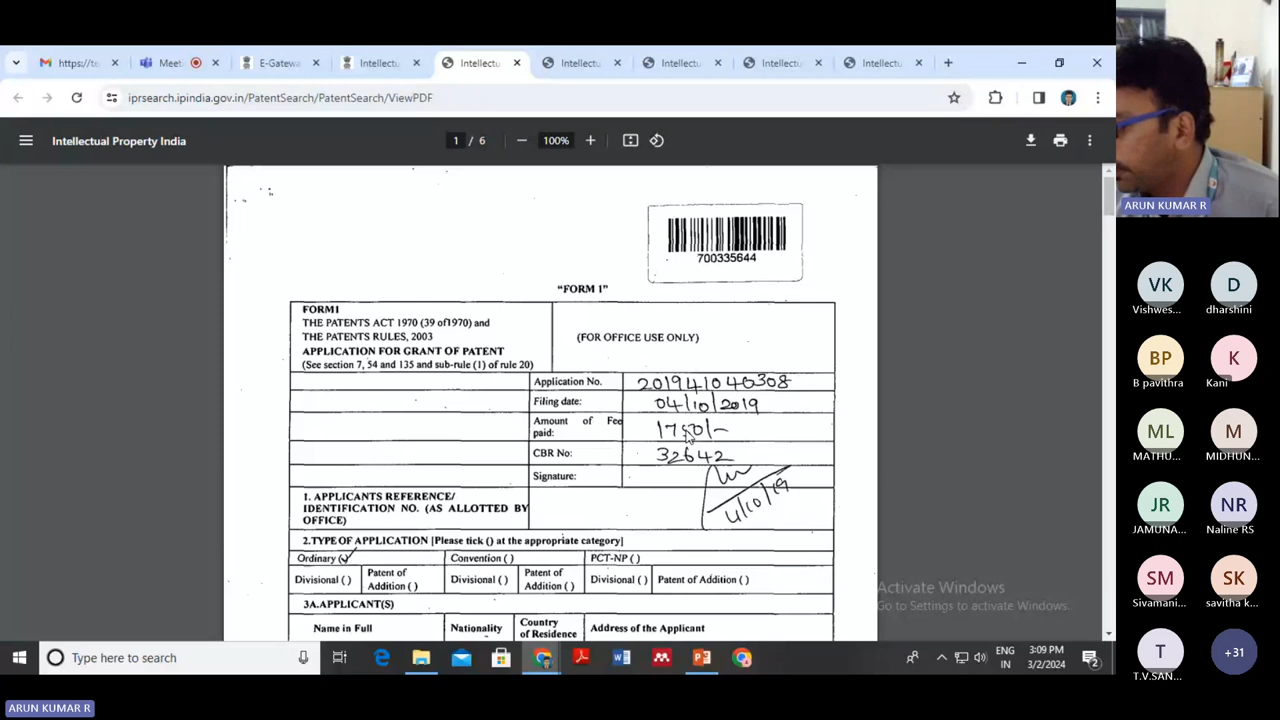 https://te
Meeti
E-Gatewa
Intellectu
Intellectu
Intellectu
Intellectu
Intellectu
Intellectu
iprsearch.ipindia.gov.in/PatentSearch/PatentSearch/ViewPDF
Intellectual Property India
1 / 6
100%
700335644
"FORM 1"
FORM1
THE PATENTS ACT 1970 (39 of1970) and
THE PATENTS RULES, 2003
APPLICATION FOR GRANT OF PATENT
(See section 7, 54 and 135 and sub-rule (1) of rule 20)
(FOR OFFICE USE ONLY)
Application No. 201941040308
Filing date: 04/10/2019
Amount of Fee
paid: 1750/-
CBR No: 32642
Signature:
4/10/19
1. APPLICANTS REFERENCE/
IDENTIFICATION NO. (AS ALLOTTED BY
OFFICE)
2.TYPE OF APPLICATION [Please tick () at the appropriate category]
Ordinary (✓) Convention ( ) PCT-NP ( )
Divisional ( ) Patent of Addition ( ) Divisional ( ) Patent of Addition ( ) Divisional ( ) Patent of Addition ( )
3A.APPLICANT(S)
Name in Full Nationality Country of Residence Address of the Applicant
Activate Windows
Go to Settings to activate Windows.
Type here to search
ENG
IN
3:09 PM
3/2/2024
2
ARUN KUMAR R
ARUN KUMAR R
VK
Vishwes...
D
dharshini
BP
B pavithra
K
Kani
ML
MATHU...
M
MIDHUN...
JR
JAMUNA...
NR
Naline RS
SM
Sivamani...
SK
savitha k...
T
T.V.SAN...
+31